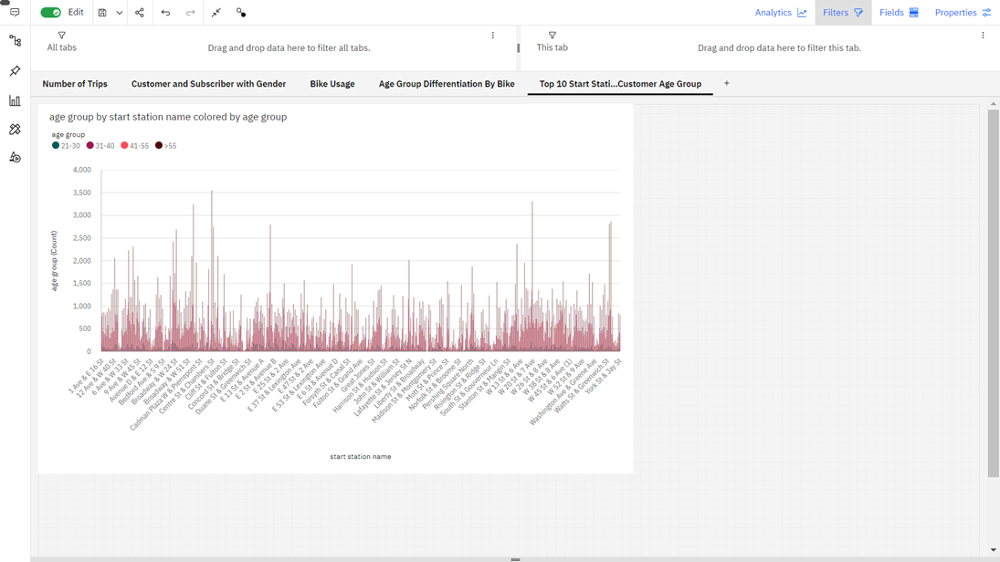 Edit
Analytics
Filters
Fields
Properties
All tabs
Drag and drop data here to filter all tabs.
This tab
Drag and drop data here to filter this tab.
Number of Trips
Customer and Subscriber with Gender
Bike Usage
Age Group Differentiation By Bike
Top 10 Start Stati...Customer Age Group
+
age group by start station name colored by age group
age group
21-30
31-40
41-55
>55
4,000
3,500
3,000
2,500
2,000
1,500
1,000
500
0
age group (Count)
1 Ave & E 16 St
12 Ave & W 40 St
6 Ave & W 33 St
9 Ave & W 45 St
Avenue D & E 12 St
Bedford Ave & S 9 St
Broadway & W 24 St
Broadway & W 51 St
Cadman Plaza W & Pierrepont St
Centre St & Chambers St
Cliff St & Fulton St
Concord St & Bridge St
Duane St & Greenwich St
E 13 St & Avenue A
E 2 St & Avenue B
E 25 St & 2 Ave
E 37 St & Lexington Ave
E 47 St & 2 Ave
E 53 St & Lexington Ave
E 6 St & Avenue D
Forsyth St & Canal St
Fulton St & Grand Ave
Great Jones St
Harrison St & Hudson St
John St & William St
Lafayette St & Jersey St N
Liberty St & Broadway
Madison St & Montgomery St
Mott St & Prince St
Norfolk St & Broome St
Pershing Square North
Rivington St & Ridge St
South St & Gouverneur Ln
Stanton St & Mangin St
W 13 St & 6 Ave
W 20 St & 7 Ave
W 26 St & 8 Ave
W 38 St & 8 Ave
W 45 St & 6 Ave (1)
W 52 St & 9 Ave
Washington Ave & Greene Ave
Watts St & Greenwich St
York St & Jay St
start station name